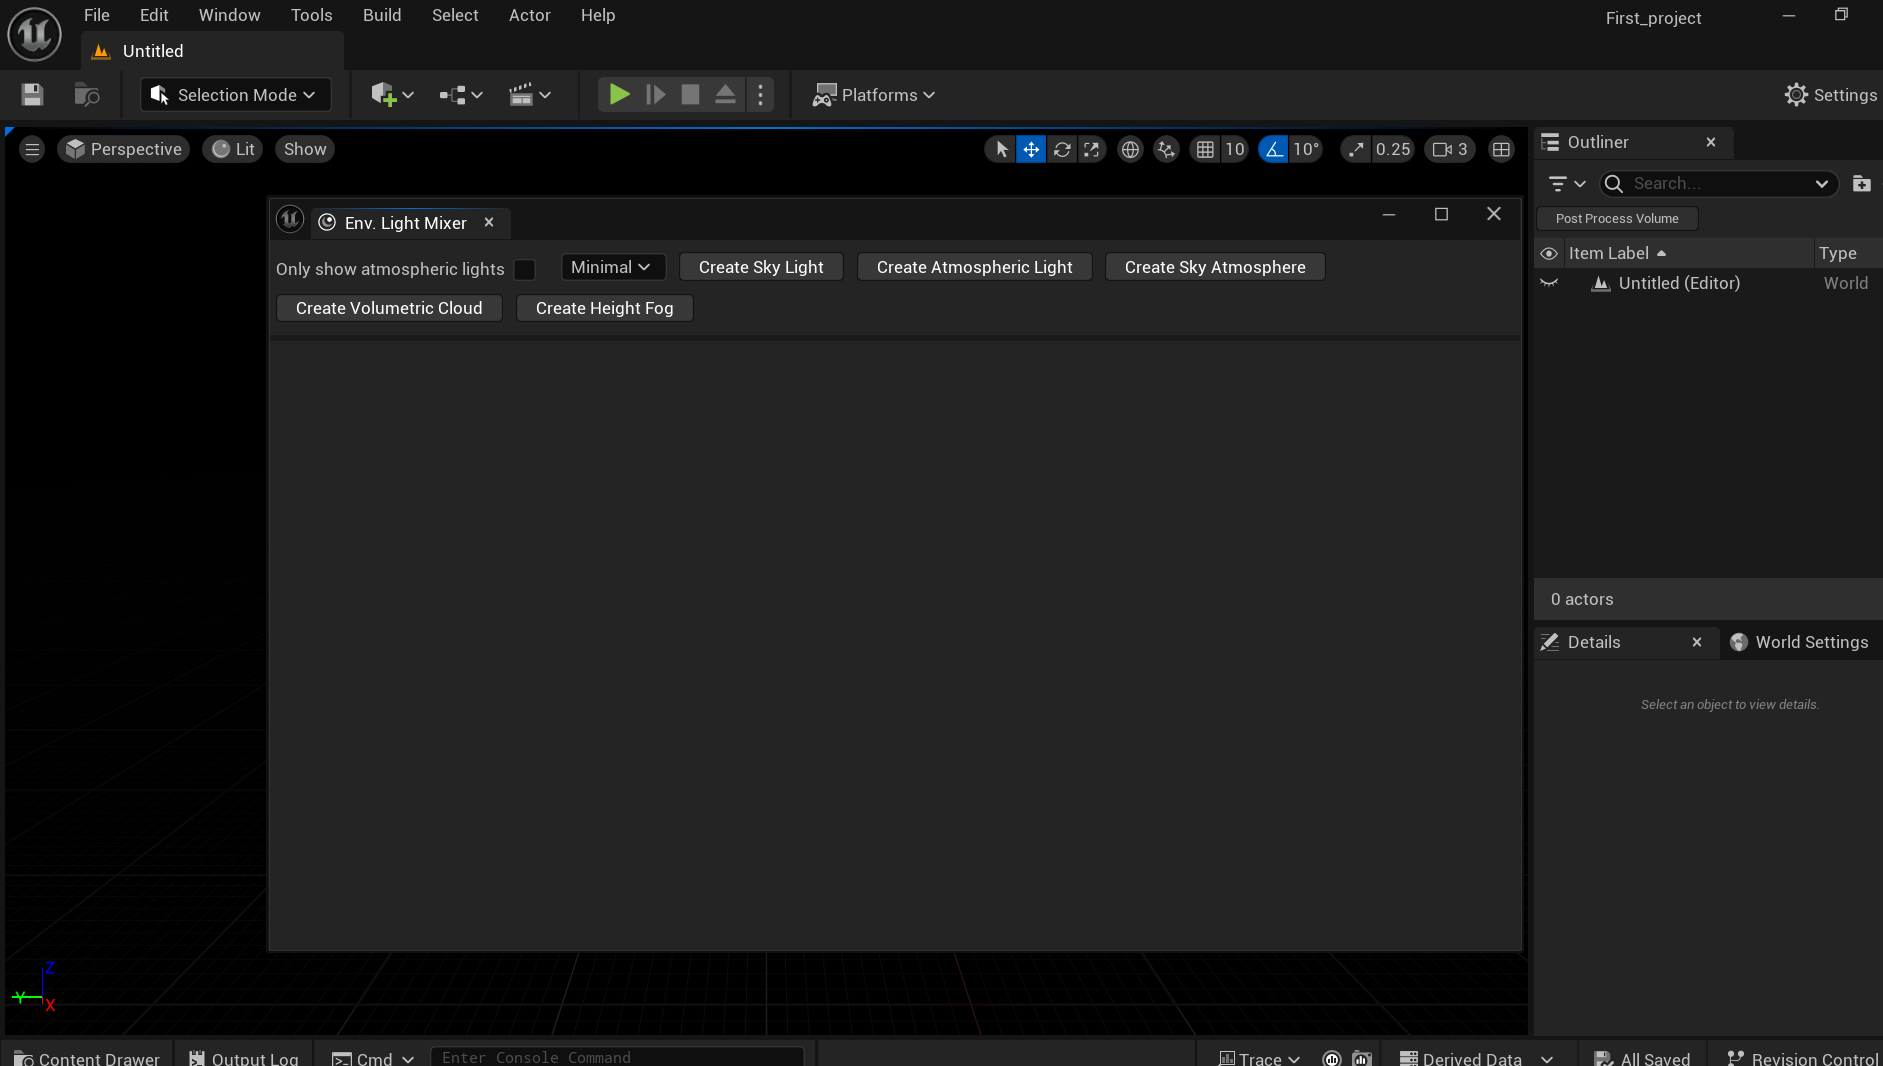 File Edit Window Tools Build Select Actor Help
First_project
Untitled
Selection Mode
Platforms
Settings
Perspective Lit Show
10 10° 0.25 3
Outliner
Search...
Post Process Volume
Item Label Type
Untitled (Editor) World
0 actors
Details World Settings
Select an object to view details.
Env. Light Mixer
Only show atmospheric lights Minimal Create Sky Light Create Atmospheric Light Create Sky Atmosphere
Create Volumetric Cloud Create Height Fog
Z
Y
X
Content Drawer Output Log Cmd Enter Console Command Trace Derived Data All Saved Revision Control